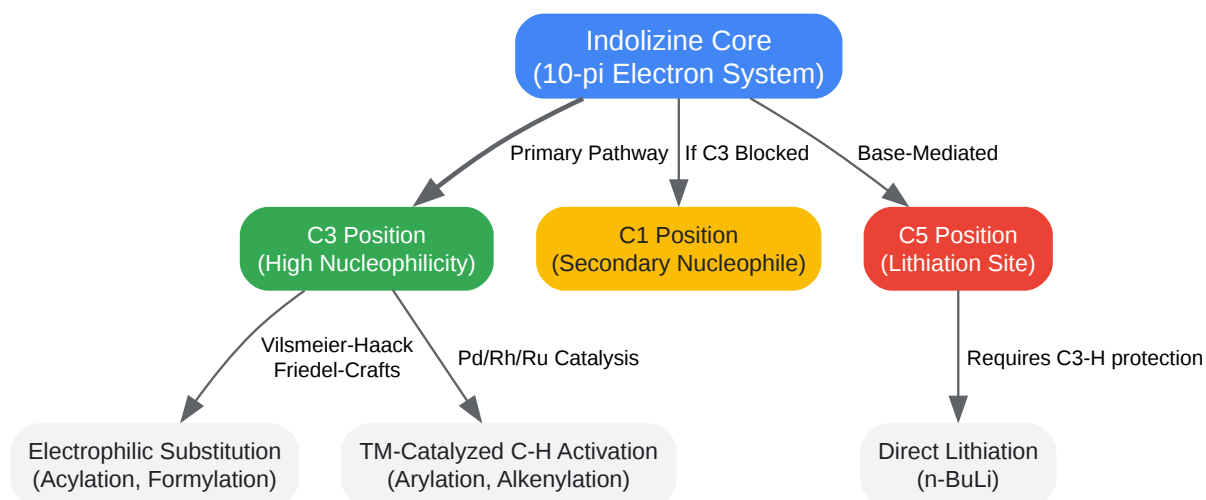 Indolizine Core
(10-pi Electron System)
Primary Pathway
If C3 Blocked
Base-Mediated
C3 Position
(High Nucleophilicity)
C1 Position
(Secondary Nucleophile)
C5 Position
(Lithiation Site)
Vilsmeier-Haack
Friedel-Crafts
Pd/Rh/Ru Catalysis
Requires C3-H protection
Electrophilic Substitution
(Acylation, Formylation)
TM-Catalyzed C-H Activation
(Arylation, Alkenylation)
Direct Lithiation
(n-BuLi)